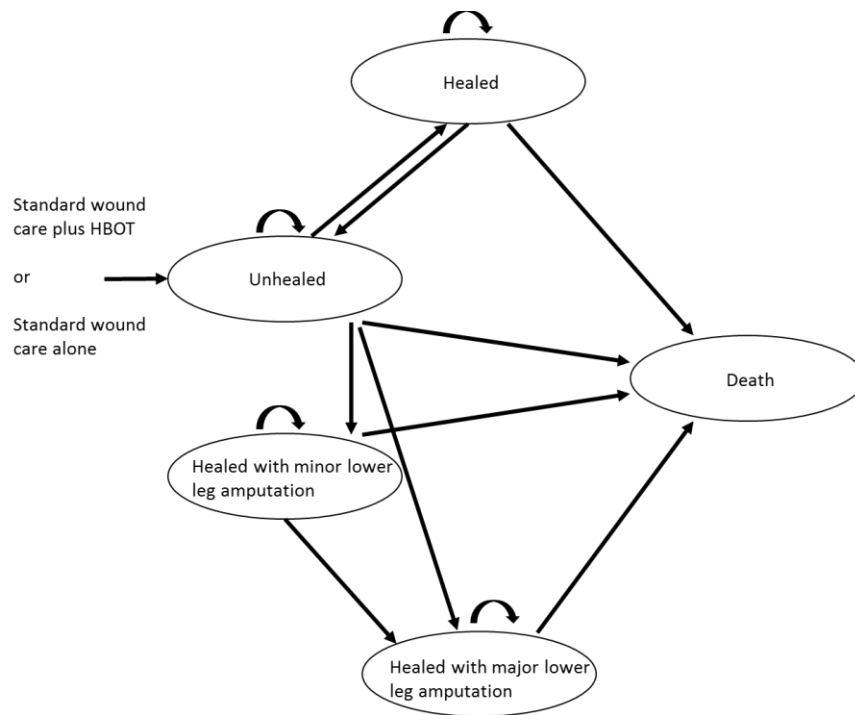 Healed
Standard wound
care plus HBOT
or
Standard wound
care alone
Unhealed
Death
Healed with minor lower
leg amputation
Healed with major lower
leg amputation